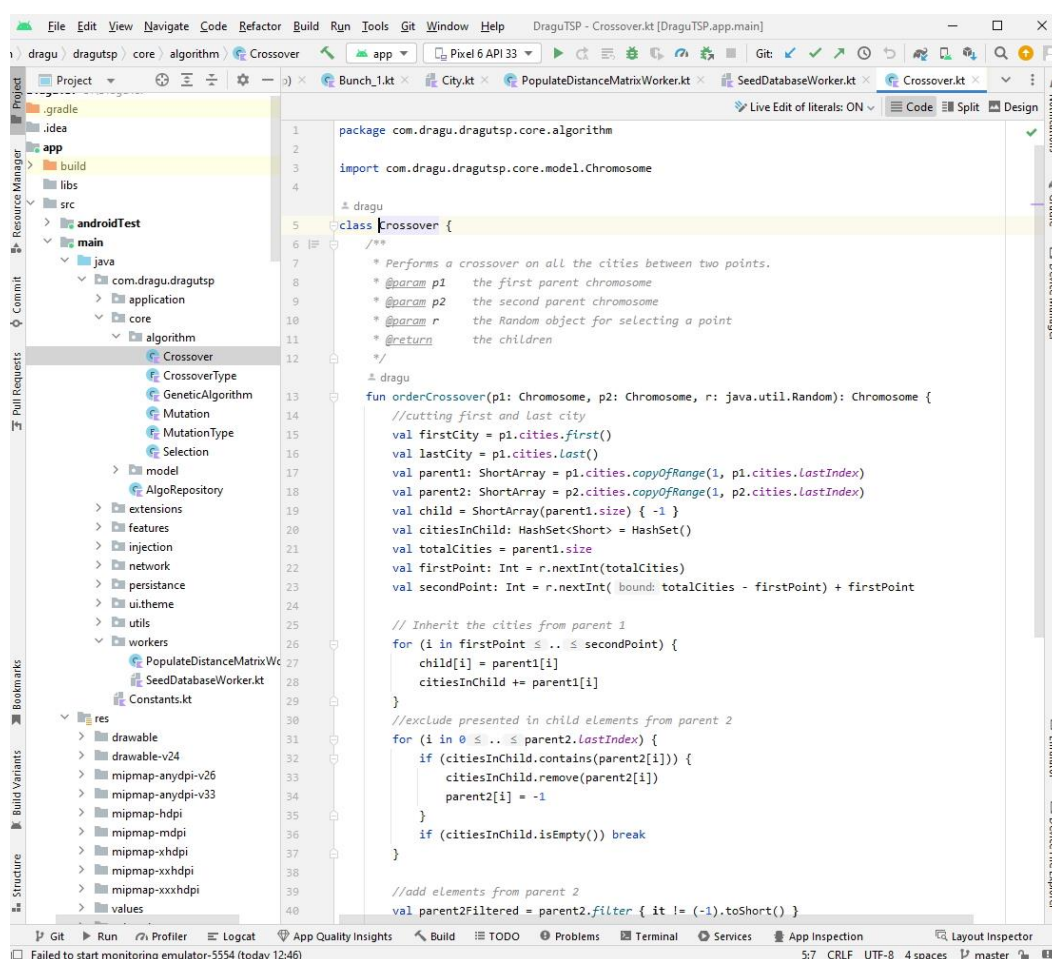 File Edit View Navigate Code Refactor Build Run Tools Git Window Help DraguTSP - Crossover.kt [DraguTSP.app.main]
dragu dragutsp core algorithm Crossover app Pixel 6 API 33 Git:
Project Bunch_1.kt City.kt PopulateDistanceMatrixWorker.kt SeedDatabaseWorker.kt Crossover.kt
Live Edit of literals: ON Code Split Design
Project
Resource Manager
Commit
Pull Requests
Bookmarks
Build Variants
Structure
.gradle
.idea
app
build
libs
src
androidTest
main
java
com.dragu.dragutsp
application
core
algorithm
Crossover
CrossoverType
GeneticAlgorithm
Mutation
MutationType
Selection
model
AlgoRepository
extensions
features
injection
network
persistance
ui.theme
utils
workers
PopulateDistanceMatrixWo
SeedDatabaseWorker.kt
Constants.kt
res
drawable
drawable-v24
mipmap-anydpi-v26
mipmap-anydpi-v33
mipmap-hdpi
mipmap-mdpi
mipmap-xhdpi
mipmap-xxhdpi
mipmap-xxxhdpi
values
1 package com.dragu.dragutsp.core.algorithm
2
3 import com.dragu.dragutsp.core.model.Chromosome
4
dragu
5 class Crossover {
6 /**
7 * Performs a crossover on all the cities between two points.
8 * @param p1 the first parent chromosome
9 * @param p2 the second parent chromosome
10 * @param r the Random object for selecting a point
11 * @return the children
12 */
dragu
13 fun orderCrossover(p1: Chromosome, p2: Chromosome, r: java.util.Random): Chromosome {
14 //cutting first and last city
15 val firstCity = p1.cities.first()
16 val lastCity = p1.cities.last()
17 val parent1: ShortArray = p1.cities.copyOfRange(1, p1.cities.lastIndex)
18 val parent2: ShortArray = p2.cities.copyOfRange(1, p2.cities.lastIndex)
19 val child = ShortArray(parent1.size) { -1 }
20 val citiesInChild: HashSet<Short> = HashSet()
21 val totalCities = parent1.size
22 val firstPoint: Int = r.nextInt(totalCities)
23 val secondPoint: Int = r.nextInt( bound: totalCities - firstPoint) + firstPoint
24
25 // Inherit the cities from parent 1
26 for (i in firstPoint ≤ .. ≤ secondPoint) {
27 child[i] = parent1[i]
28 citiesInChild += parent1[i]
29 }
30 //exclude presented in child elements from parent 2
31 for (i in 0 ≤ .. ≤ parent2.lastIndex) {
32 if (citiesInChild.contains(parent2[i])) {
33 citiesInChild.remove(parent2[i])
34 parent2[i] = -1
35 }
36 if (citiesInChild.isEmpty()) break
37 }
38
39 //add elements from parent 2
40 val parent2Filtered = parent2.filter { it != (-1).toShort() }
Git Run Profiler Logcat App Quality Insights Build TODO Problems Terminal Services App Inspection Layout Inspector
Failed to start monitoring emulator-5554 (today 12:46) 5:7 CRLF UTF-8 4 spaces master